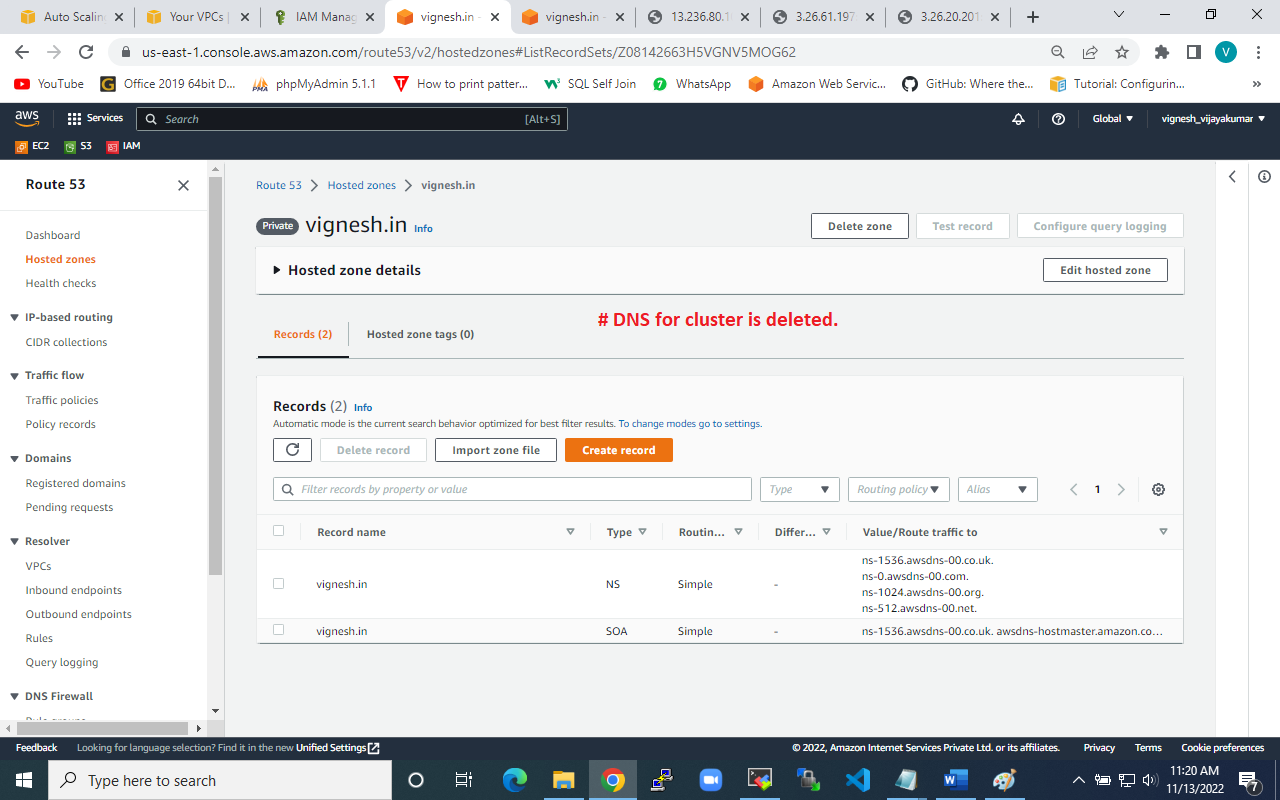 Auto Scalin
Your VPCs |
IAM Manag
vignesh.in -
vignesh.in -
13.236.80.1
3.26.61.197
3.26.20.201
us-east-1.console.aws.amazon.com/route53/v2/hostedzones#ListRecordSets/Z08142663H5VGNV5MOG62
V
YouTube
Office 2019 64bit D...
phpMyAdmin 5.1.1
How to print patter...
SQL Self Join
WhatsApp
Amazon Web Servic...
GitHub: Where the...
Tutorial: Configurin...
»
aws
Services
Search
[Alt+S]
Global
vignesh_vijayakumar
EC2
S3
IAM
Route 53
Dashboard
Hosted zones
Health checks
IP-based routing
CIDR collections
Traffic flow
Traffic policies
Policy records
Domains
Registered domains
Pending requests
Resolver
VPCs
Inbound endpoints
Outbound endpoints
Rules
Query logging
DNS Firewall
Route 53 > Hosted zones > vignesh.in
Private vignesh.in Info
Delete zone
Test record
Configure query logging
Hosted zone details
Edit hosted zone
# DNS for cluster is deleted.
Records (2)
Hosted zone tags (0)
Records (2) Info
Automatic mode is the current search behavior optimized for best filter results. To change modes go to settings.
Delete record
Import zone file
Create record
Filter records by property or value
Type
Routing policy
Alias
1
Record name
Type
Routin...
Differ...
Value/Route traffic to
vignesh.in
NS
Simple
-
ns-1536.awsdns-00.co.uk.
ns-0.awsdns-00.com.
ns-1024.awsdns-00.org.
ns-512.awsdns-00.net.
vignesh.in
SOA
Simple
-
ns-1536.awsdns-00.co.uk. awsdns-hostmaster.amazon.co...
Feedback
Looking for language selection? Find it in the new Unified Settings
© 2022, Amazon Internet Services Private Ltd. or its affiliates.
Privacy
Terms
Cookie preferences
Type here to search
11:20 AM
11/13/2022
7